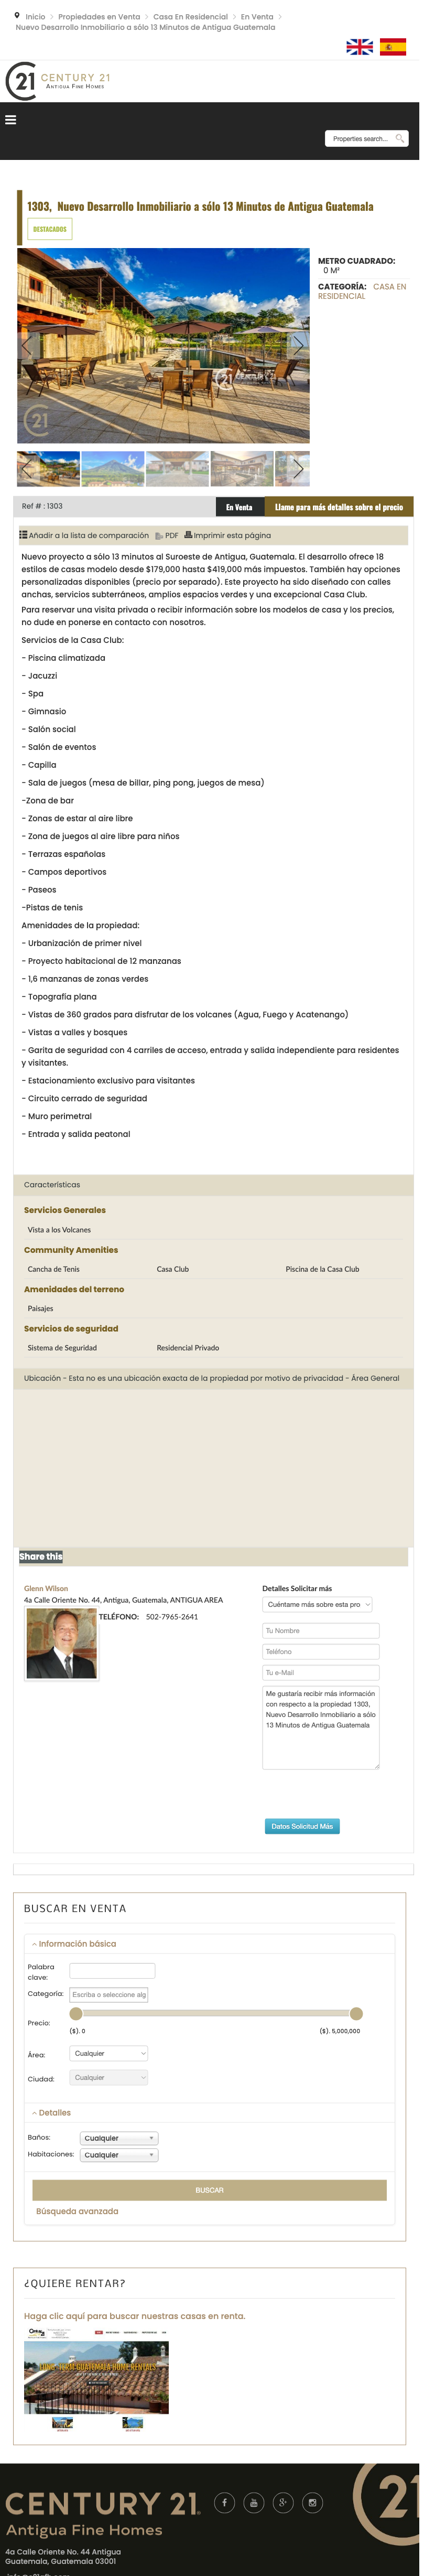 Inicio > Propiedades en Venta > Casa En Residencial > En Venta >
Nuevo Desarrollo Inmobiliario a sólo 13 Minutos de Antigua Guatemala
21 CENTURY 21
Antigua Fine Homes
Properties search...
1303, Nuevo Desarrollo Inmobiliario a sólo 13 Minutos de Antigua Guatemala
DESTACADOS
METRO CUADRADO:
0 M²
CATEGORÍA: CASA EN
RESIDENCIAL
Ref # : 1303
En Venta
Llame para más detalles sobre el precio
Añadir a la lista de comparación PDF Imprimir esta página
Nuevo proyecto a sólo 13 minutos al Suroeste de Antigua, Guatemala. El desarrollo ofrece 18
estilos de casas modelo desde $179,000 hasta $419,000 más impuestos. También hay opciones
personalizadas disponibles (precio por separado). Este proyecto ha sido diseñado con calles
anchas, servicios subterráneos, amplios espacios verdes y una excepcional Casa Club.
Para reservar una visita privada o recibir información sobre los modelos de casa y los precios,
no dude en ponerse en contacto con nosotros.
Servicios de la Casa Club:
- Piscina climatizada
- Jacuzzi
- Spa
- Gimnasio
- Salón social
- Salón de eventos
- Capilla
- Sala de juegos (mesa de billar, ping pong, juegos de mesa)
-Zona de bar
- Zonas de estar al aire libre
- Zona de juegos al aire libre para niños
- Terrazas españolas
- Campos deportivos
- Paseos
-Pistas de tenis
Amenidades de la propiedad:
- Urbanización de primer nivel
- Proyecto habitacional de 12 manzanas
- 1,6 manzanas de zonas verdes
- Topografía plana
- Vistas de 360 grados para disfrutar de los volcanes (Agua, Fuego y Acatenango)
- Vistas a valles y bosques
- Garita de seguridad con 4 carriles de acceso, entrada y salida independiente para residentes
y visitantes.
- Estacionamiento exclusivo para visitantes
- Circuito cerrado de seguridad
- Muro perimetral
- Entrada y salida peatonal
Características
Servicios Generales
Vista a los Volcanes
Community Amenities
Cancha de Tenis Casa Club Piscina de la Casa Club
Amenidades del terreno
Paisajes
Servicios de seguridad
Sistema de Seguridad Residencial Privado
Ubicación - Esta no es una ubicación exacta de la propiedad por motivo de privacidad - Área General
Share this
Glenn Wilson
4a Calle Oriente No. 44, Antigua, Guatemala, ANTIGUA AREA
TELÉFONO: 502-7965-2641
Detalles Solicitar más
Cuéntame más sobre esta pro
Tu Nombre
Teléfono
Tu e-Mail
Me gustaría recibir más información
con respecto a la propiedad 1303,
Nuevo Desarrollo Inmobiliario a sólo
13 Minutos de Antigua Guatemala
Datos Solicitud Más
BUSCAR EN VENTA
Información básica
Palabra
clave:
Categoría: Escriba o seleccione alg
Precio:
($). 0 ($). 5,000,000
Área: Cualquier
Ciudad: Cualquier
Detalles
Baños: Cualquier
Habitaciones: Cualquier
BUSCAR
Búsqueda avanzada
¿QUIERE RENTAR?
Haga clic aquí para buscar nuestras casas en renta.
LONG-TERM GUATEMALA HOME RENTALS
CENTURY 21
Antigua Fine Homes
4a Calle Oriente No. 44 Antigua
Guatemala, Guatemala 03001